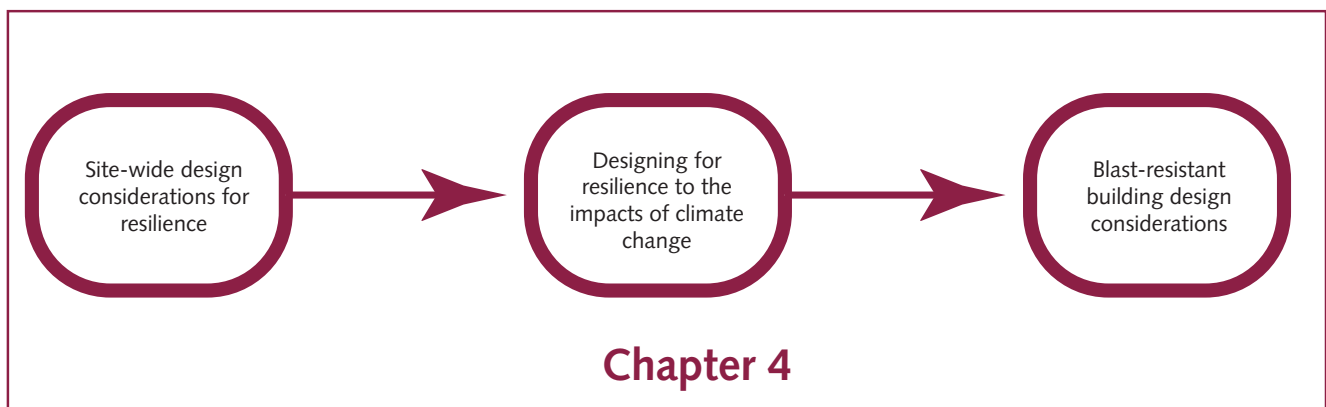 Site-wide design
considerations for
resilience
Designing for
resilience to the
impacts of climate
change
Blast-resistant
building design
considerations
Chapter 4